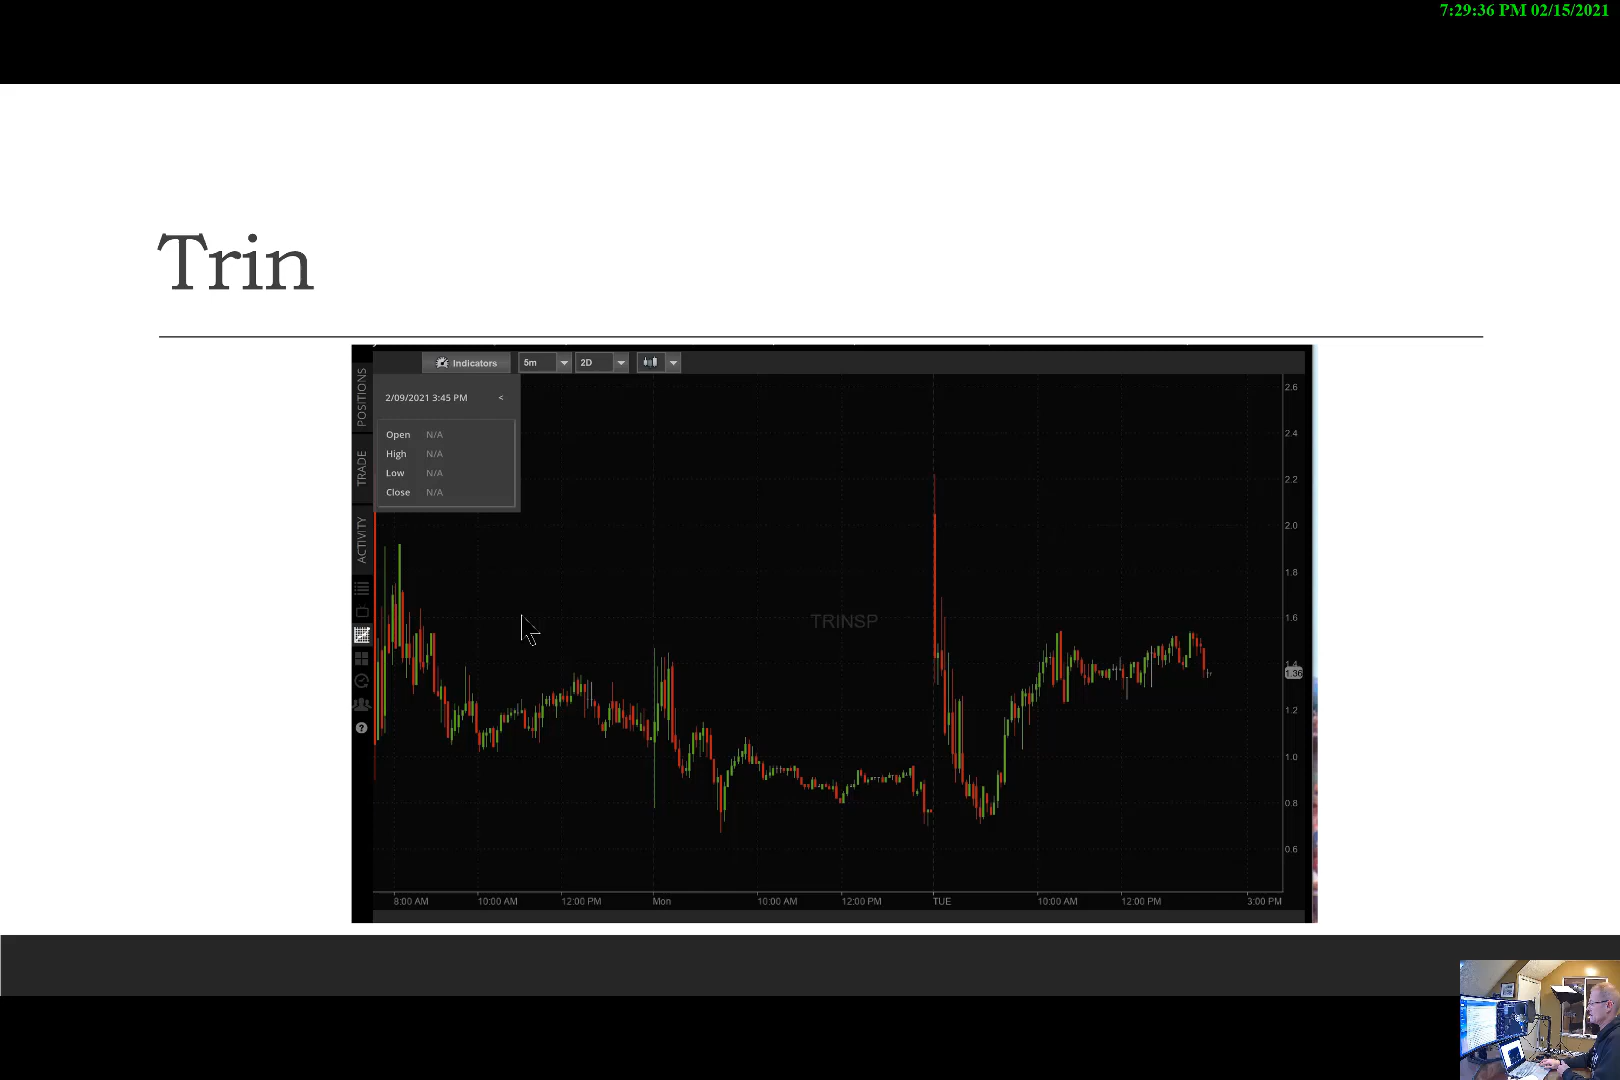 7:29:36 PM 02/15/2021
Trin
Indicators 5m 2D
POSITIONS
TRADE
ACTIVITY
2/09/2021 3:45 PM <
Open N/A
High N/A
Low N/A
Close N/A
TRINSP
2.6
2.4
2.2
2.0
1.8
1.6
1.4
1.36
1.2
1.0
0.8
0.6
8:00 AM 10:00 AM 12:00 PM Mon 10:00 AM 12:00 PM TUE 10:00 AM 12:00 PM 3:00 PM